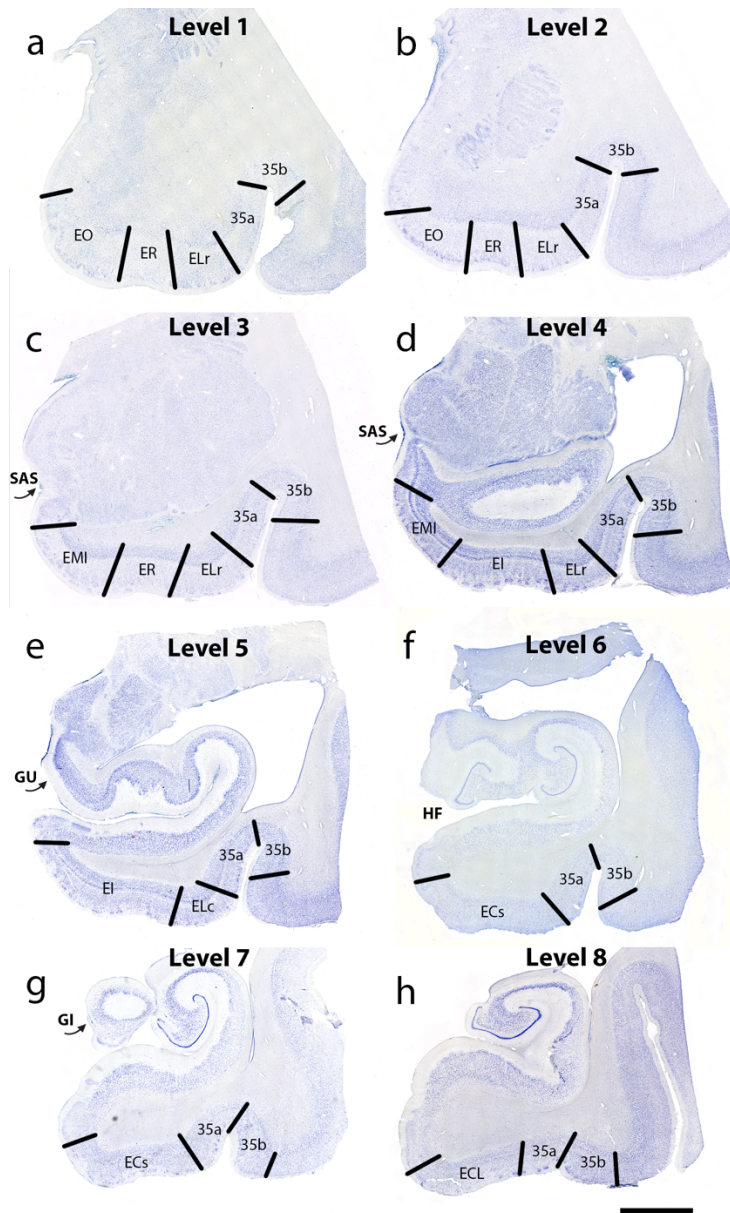 a
Level 1
35b
35a
EO
ER
ELr
b
Level 2
35b
35a
EO
ER
ELr
c
Level 3
SAS
35b
35a
EMI
ER
ELr
d
Level 4
SAS
35a
35b
EMI
EI
ELr
e
Level 5
GU
35a
35b
EI
ELc
f
Level 6
HF
35a
35b
ECs
g
Level 7
GI
35a
35b
ECs
h
Level 8
35a
35b
ECL